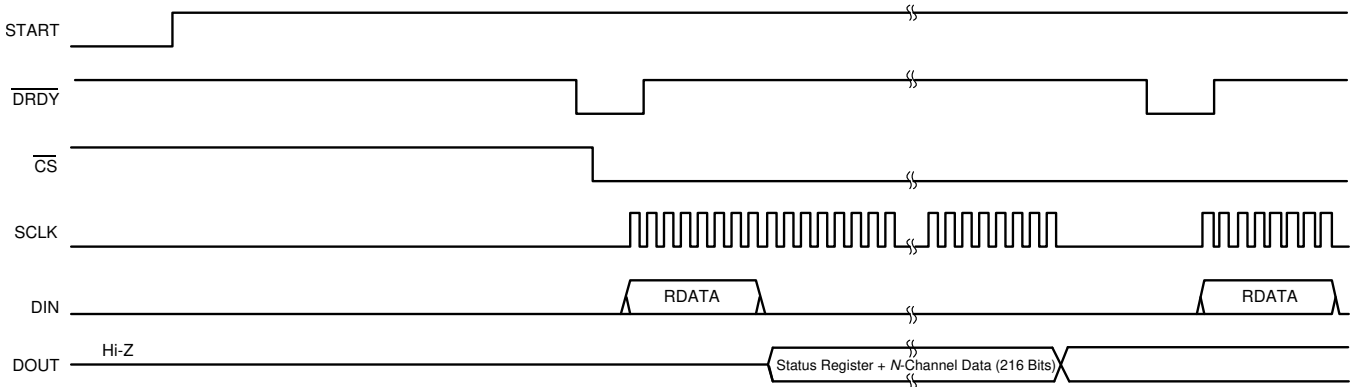 START
DRDY
CS
SCLK
DIN
RDATA
RDATA
DOUT
Hi-Z
Status Register + N-Channel Data (216 Bits)